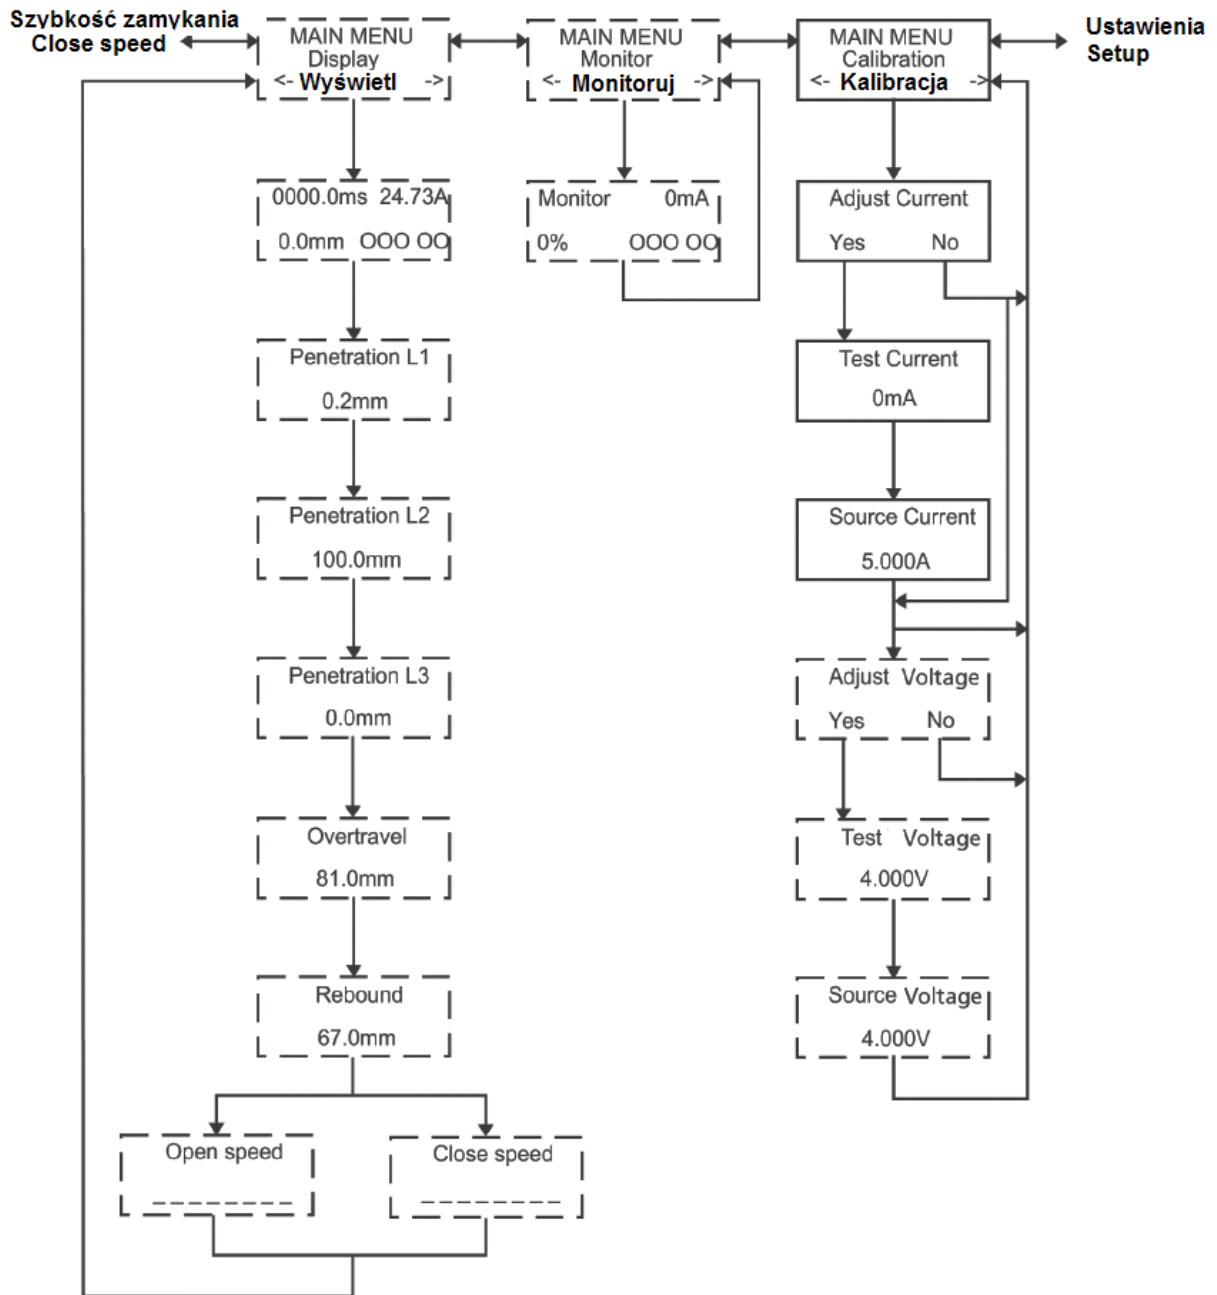 Szybkość zamykania
Close speed
MAIN MENU
Display
<- Wyświetl ->
MAIN MENU
Monitor
<- Monitoruj ->
MAIN MENU
Calibration
<- Kalibracja ->
Ustawienia
Setup
0000.0ms 24.73A
0.0mm OOO OO
Monitor 0mA
0% OOO OO
Adjust Current
Yes No
Penetration L1
0.2mm
Test Current
0mA
Penetration L2
100.0mm
Source Current
5.000A
Penetration L3
0.0mm
Adjust Voltage
Yes No
Overtravel
81.0mm
Test Voltage
4.000V
Rebound
67.0mm
Source Voltage
4.000V
Open speed
Close speed